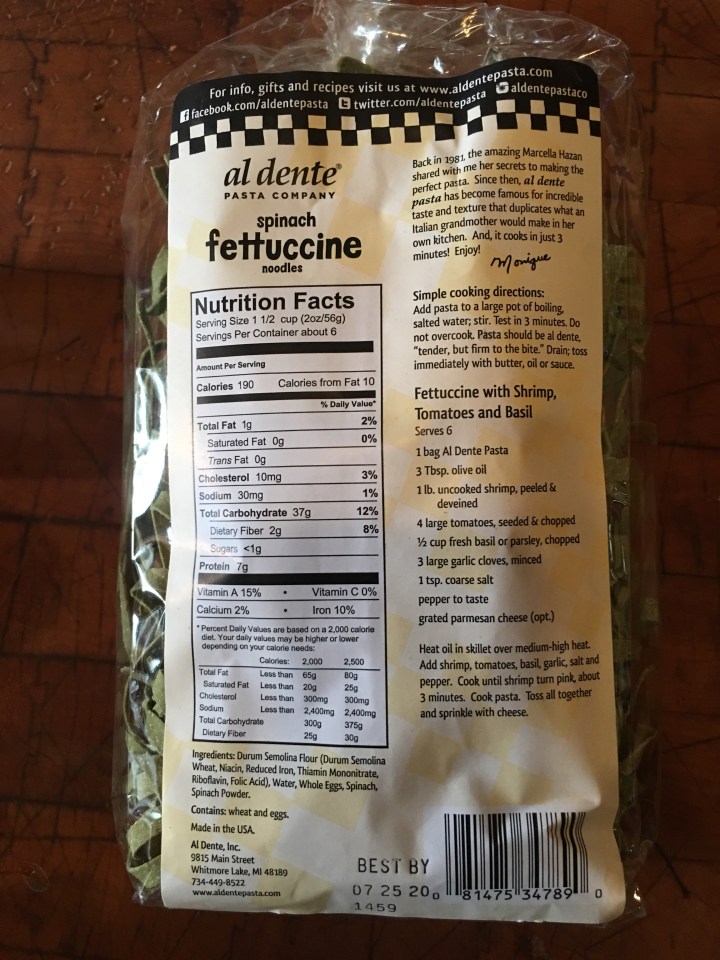 For info, gifts and recipes visit us at www.aldentepasta.com
facebook.com/aldentepasta twitter.com/aldentepasta aldentepastaco
al dente®
PASTA COMPANY
spinach
fettuccine
noodles
Nutrition Facts
Serving Size 1 1/2 cup (2oz/56g)
Servings Per Container about 6
Amount Per Serving
Calories 190 Calories from Fat 10
% Daily Value*
Total Fat 1g 2%
Saturated Fat 0g 0%
Trans Fat 0g
Cholesterol 10mg 3%
Sodium 30mg 1%
Total Carbohydrate 37g 12%
Dietary Fiber 2g 8%
Sugars <1g
Protein 7g
Vitamin A 15% • Vitamin C 0%
Calcium 2% • Iron 10%
* Percent Daily Values are based on a 2,000 calorie
diet. Your daily values may be higher or lower
depending on your calorie needs:
Calories: 2,000 2,500
Total Fat Less than 65g 80g
Saturated Fat Less than 20g 25g
Cholesterol Less than 300mg 300mg
Sodium Less than 2,400mg 2,400mg
Total Carbohydrate 300g 375g
Dietary Fiber 25g 30g
Ingredients: Durum Semolina Flour (Durum Semolina
Wheat, Niacin, Reduced Iron, Thiamin Mononitrate,
Riboflavin, Folic Acid), Water, Whole Eggs, Spinach,
Spinach Powder.
Contains: wheat and eggs.
Made in the USA.
Al Dente, Inc.
9815 Main Street
Whitmore Lake, MI 48189
734-449-8522
www.aldentepasta.com
Back in 1981, the amazing Marcella Hazan
shared with me her secrets to making the
perfect pasta. Since then, al dente
pasta has become famous for incredible
taste and texture that duplicates what an
Italian grandmother would make in her
own kitchen. And, it cooks in just 3
minutes! Enjoy!
Monique
Simple cooking directions:
Add pasta to a large pot of boiling,
salted water; stir. Test in 3 minutes. Do
not overcook. Pasta should be al dente,
"tender, but firm to the bite." Drain; toss
immediately with butter, oil or sauce.
Fettuccine with Shrimp,
Tomatoes and Basil
Serves 6
1 bag Al Dente Pasta
3 Tbsp. olive oil
1 lb. uncooked shrimp, peeled &
deveined
4 large tomatoes, seeded & chopped
½ cup fresh basil or parsley, chopped
3 large garlic cloves, minced
1 tsp. coarse salt
pepper to taste
grated parmesan cheese (opt.)
Heat oil in skillet over medium-high heat.
Add shrimp, tomatoes, basil, garlic, salt and
pepper. Cook until shrimp turn pink, about
3 minutes. Cook pasta. Toss all together
and sprinkle with cheese.
BEST BY
07 25 20
1459
0 81475 34789 0